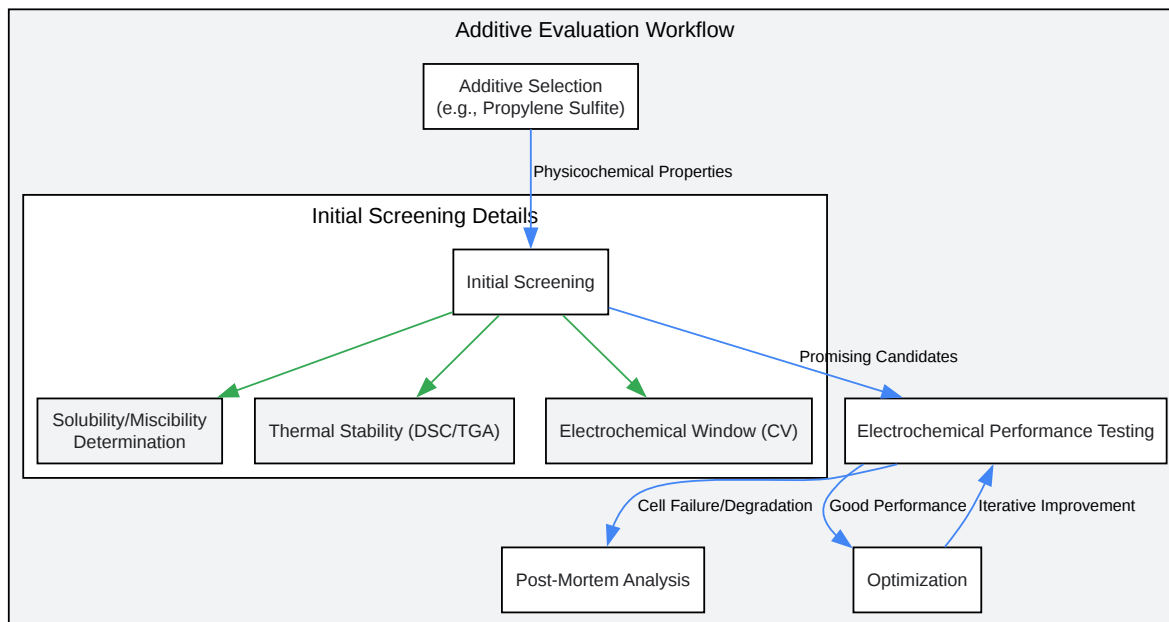 Additive Evaluation Workflow
Additive Selection
(e.g., Propylene Sulfite)
Physicochemical Properties
Initial Screening Details
Initial Screening
Promising Candidates
Solubility/Miscibility
Determination
Thermal Stability (DSC/TGA)
Electrochemical Window (CV)
Electrochemical Performance Testing
Cell Failure/Degradation
Good Performance
Iterative Improvement
Post-Mortem Analysis
Optimization